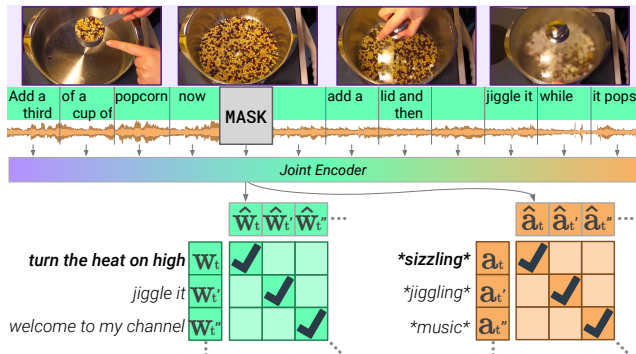 Add a third of a cup of popcorn now MASK add a lid and then jiggle it while it pops
Joint Encoder
ŵt ŵt' ŵt'' ... ât ât' ât'' ...
turn the heat on high wt *sizzling* at
jiggle it wt' *jiggling* at'
welcome to my channel wt'' *music* at''